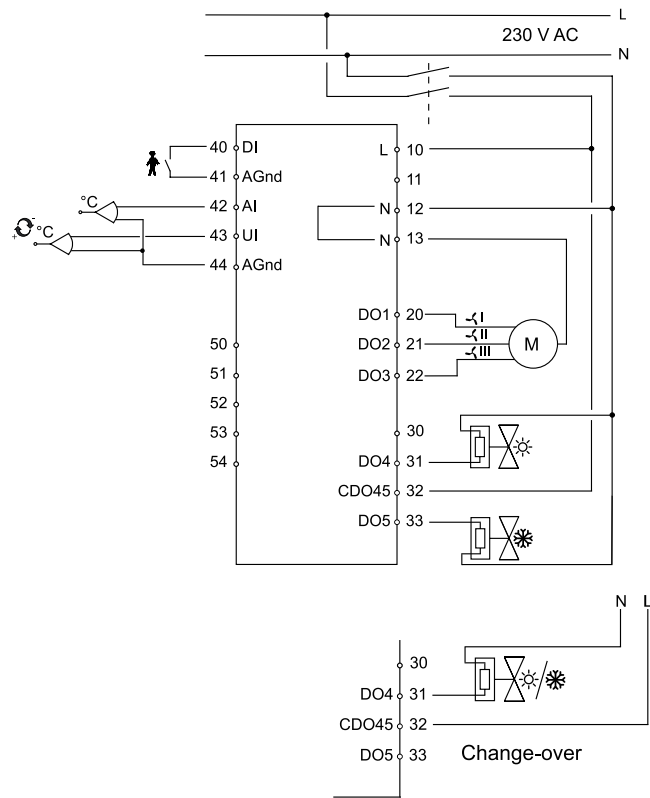 L
230 V AC
N
40 DI
L 10
41 AGnd
11
°C
42 AI
N 12
- °C
+
43 UI
N 13
44 AGnd
DO1 20
I
II
50
DO2 21
M
III
51
DO3 22
52
53
30
54
DO4 31
CDO45 32
DO5 33
N L
30
DO4 31
CDO45 32
DO5 33 Change-over